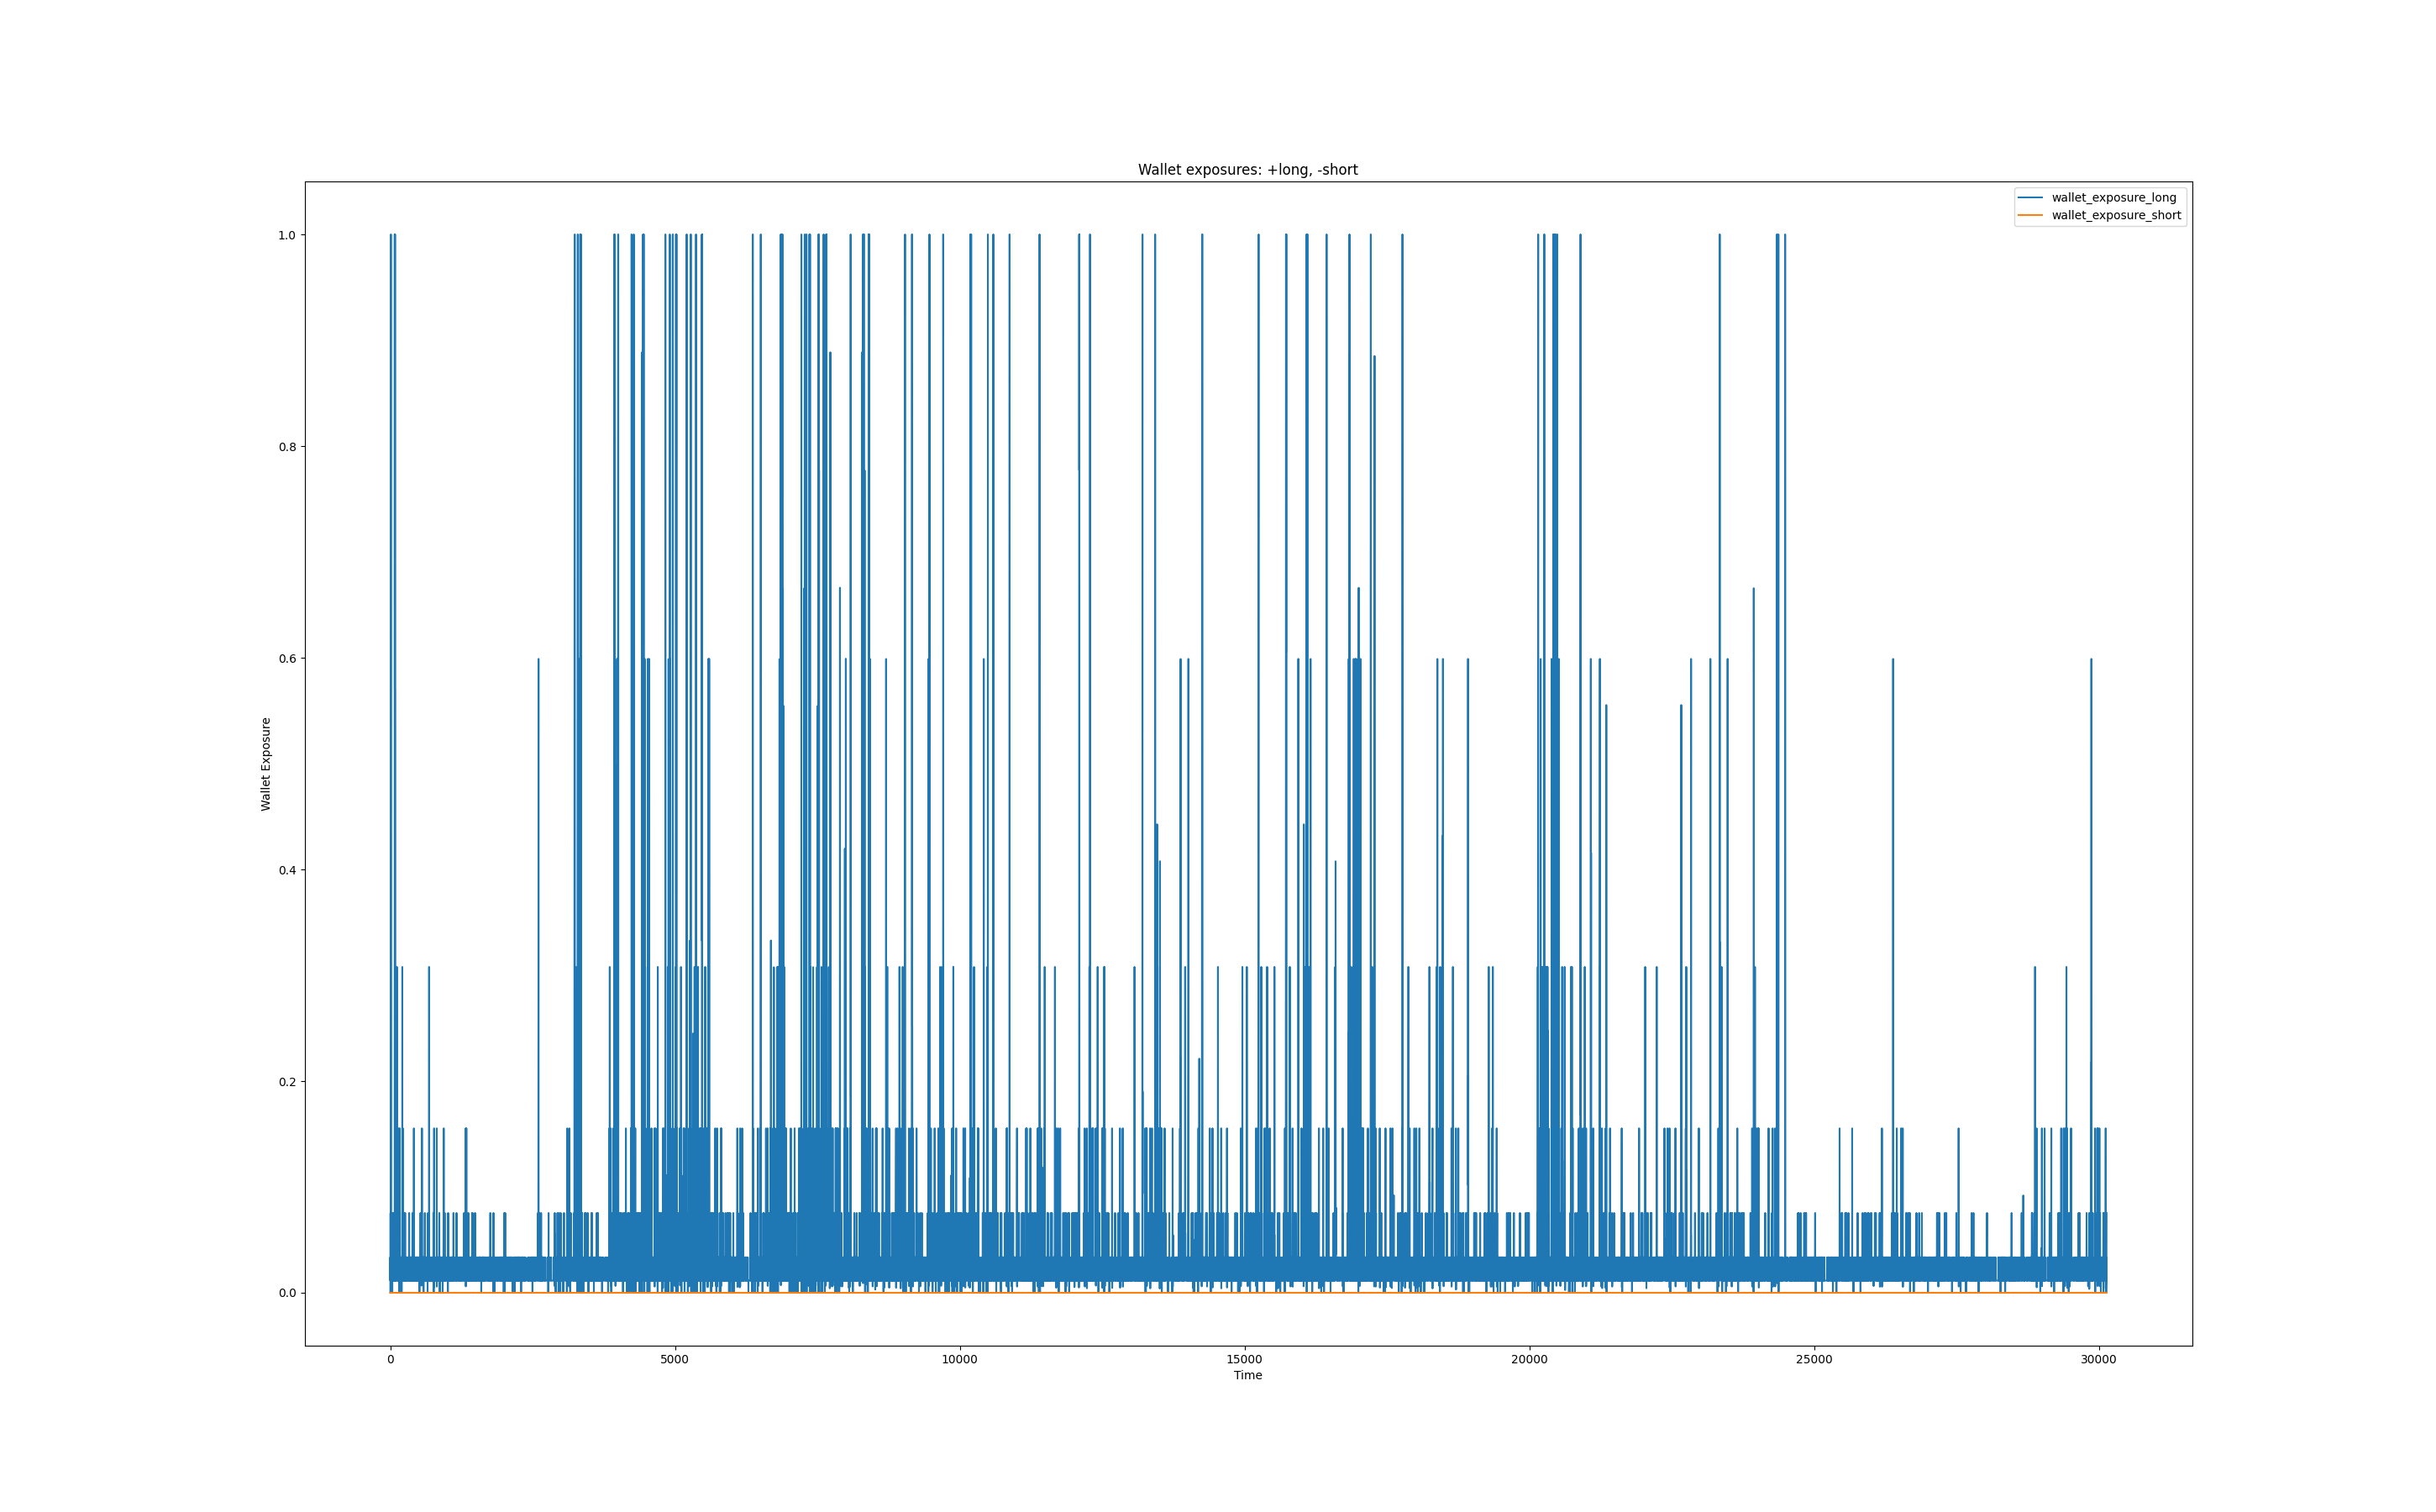 Wallet exposures: +long, -short
wallet_exposure_long
wallet_exposure_short
1.0
0.8
0.6
0.4
0.2
0.0
Wallet Exposure
0 5000 10000 15000 20000 25000 30000
Time